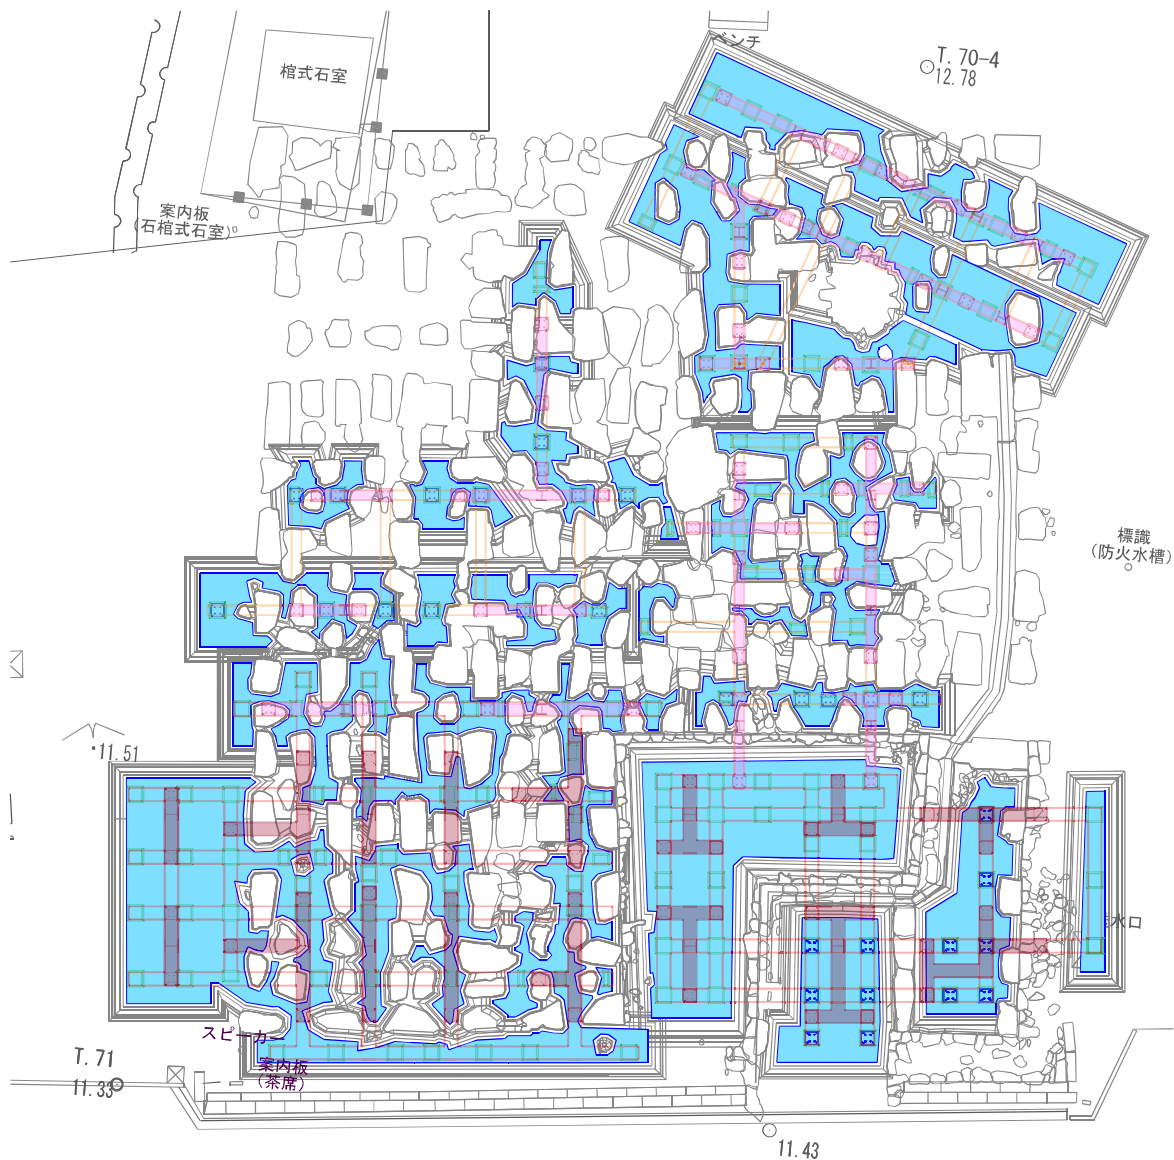 ベンチ
T. 70-4
12.78
棺式石室
案内板
(石棺式石室)
標識
(防火水槽)
11.51
水口
スピーカー
案内板
(茶席)
T. 71
11.33
11.43